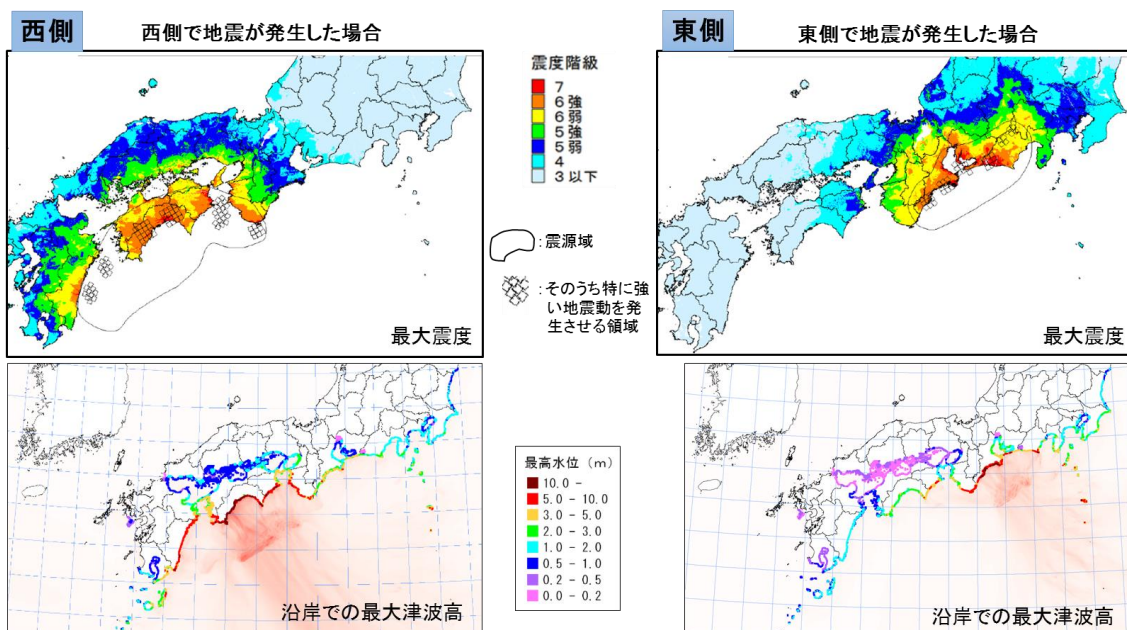 西側
西側で地震が発生した場合
東側
東側で地震が発生した場合
震度階級
7
6強
6弱
5強
5弱
4
3以下
:震源域
:そのうち特に強
い地震動を発
生させる領域
最大震度
最大震度
最高水位（m）
10.0 -
5.0 - 10.0
3.0 - 5.0
2.0 - 3.0
1.0 - 2.0
0.5 - 1.0
0.2 - 0.5
0.0 - 0.2
沿岸での最大津波高
沿岸での最大津波高